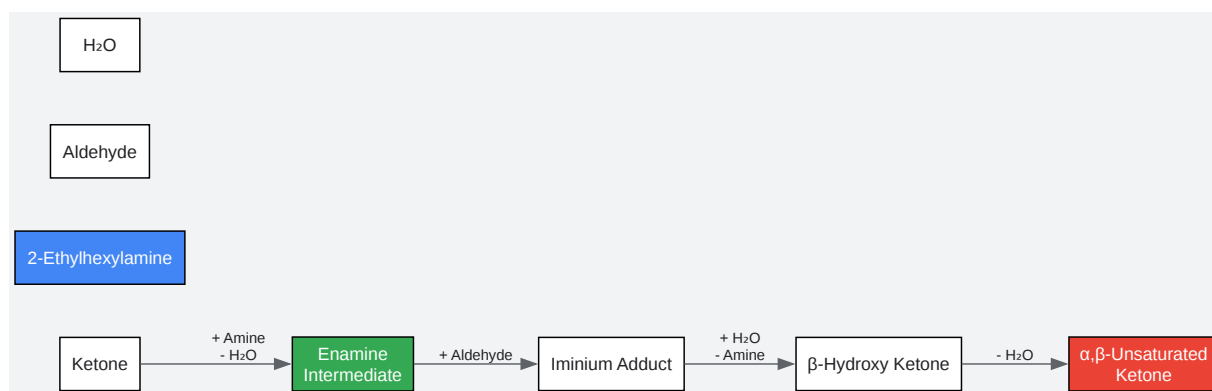 H₂O
Aldehyde
2-Ethylhexylamine
Ketone
+ Amine
- H₂O
Enamine
Intermediate
+ Aldehyde
Iminium Adduct
+ H₂O
- Amine
β-Hydroxy Ketone
- H₂O
α,β-Unsaturated
Ketone